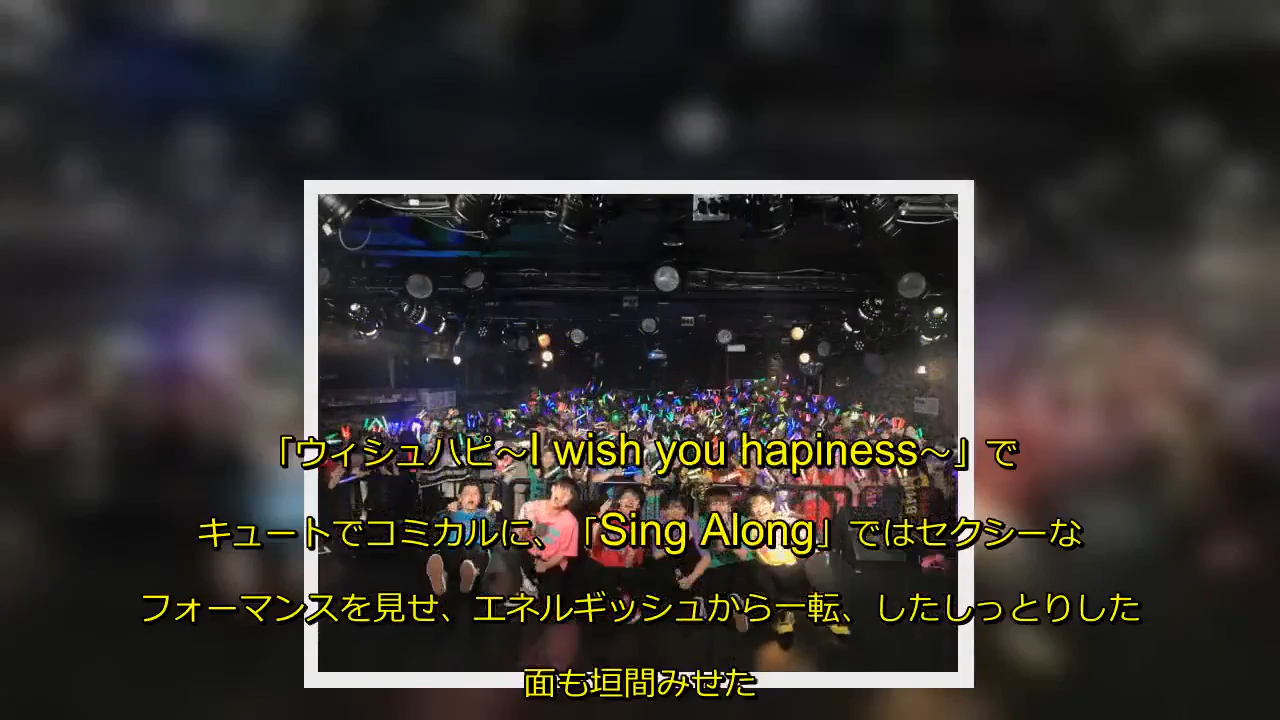 「ウィシュハピ～I wish you hapiness～」で
キュートでコミカルに、「Sing Along」ではセクシーな
フォーマンスを見せ、エネルギッシュから一転、したしっとりした
面も垣間みせた